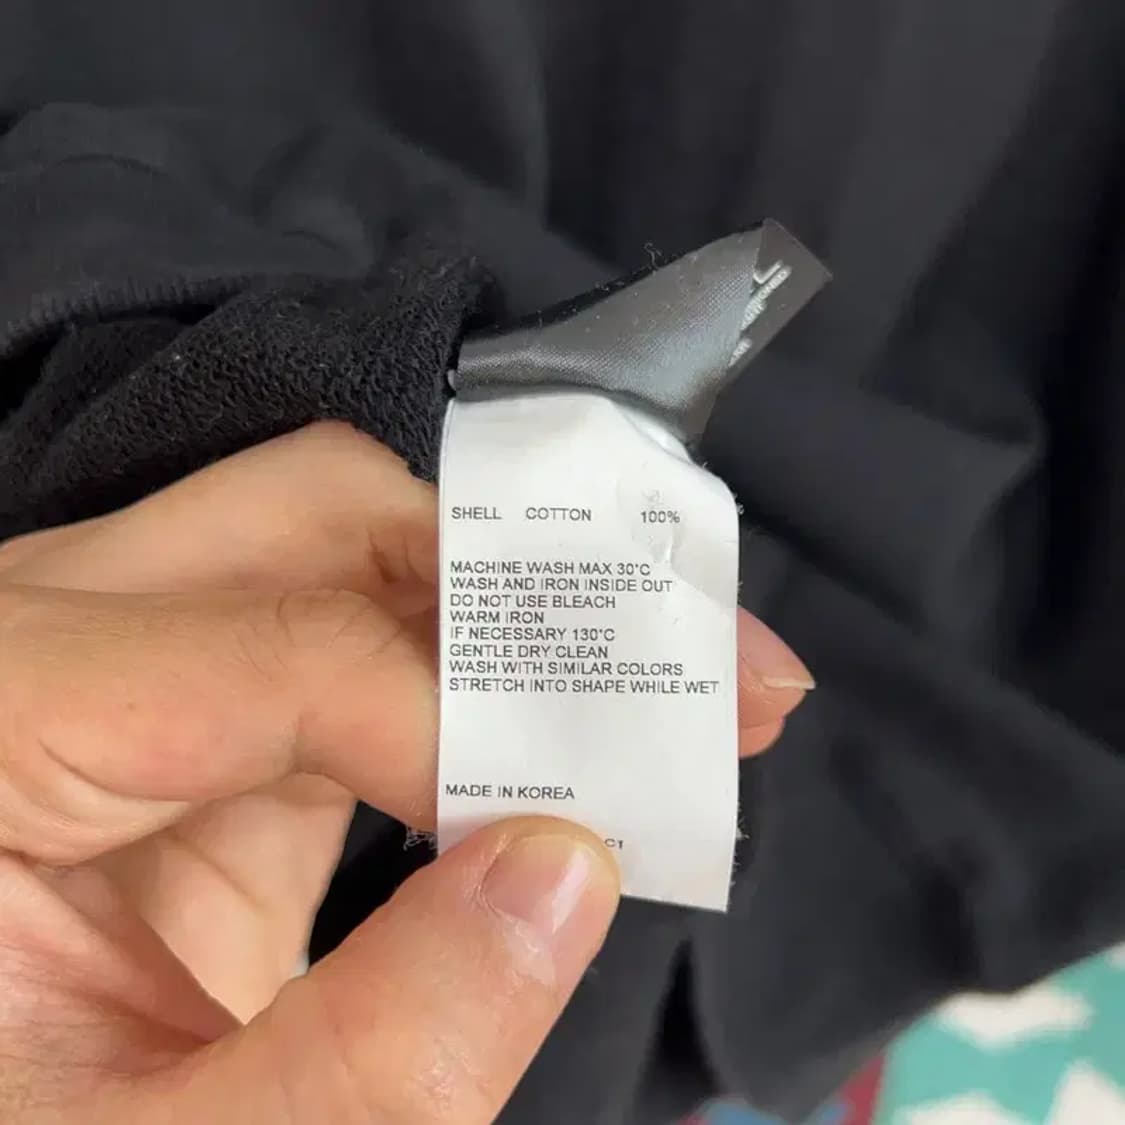 SHELL COTTON 100%
MACHINE WASH MAX 30°C
WASH AND IRON INSIDE OUT
DO NOT USE BLEACH
WARM IRON
IF NECESSARY 130°C
GENTLE DRY CLEAN
WASH WITH SIMILAR COLORS
STRETCH INTO SHAPE WHILE WET
MADE IN KOREA
C1